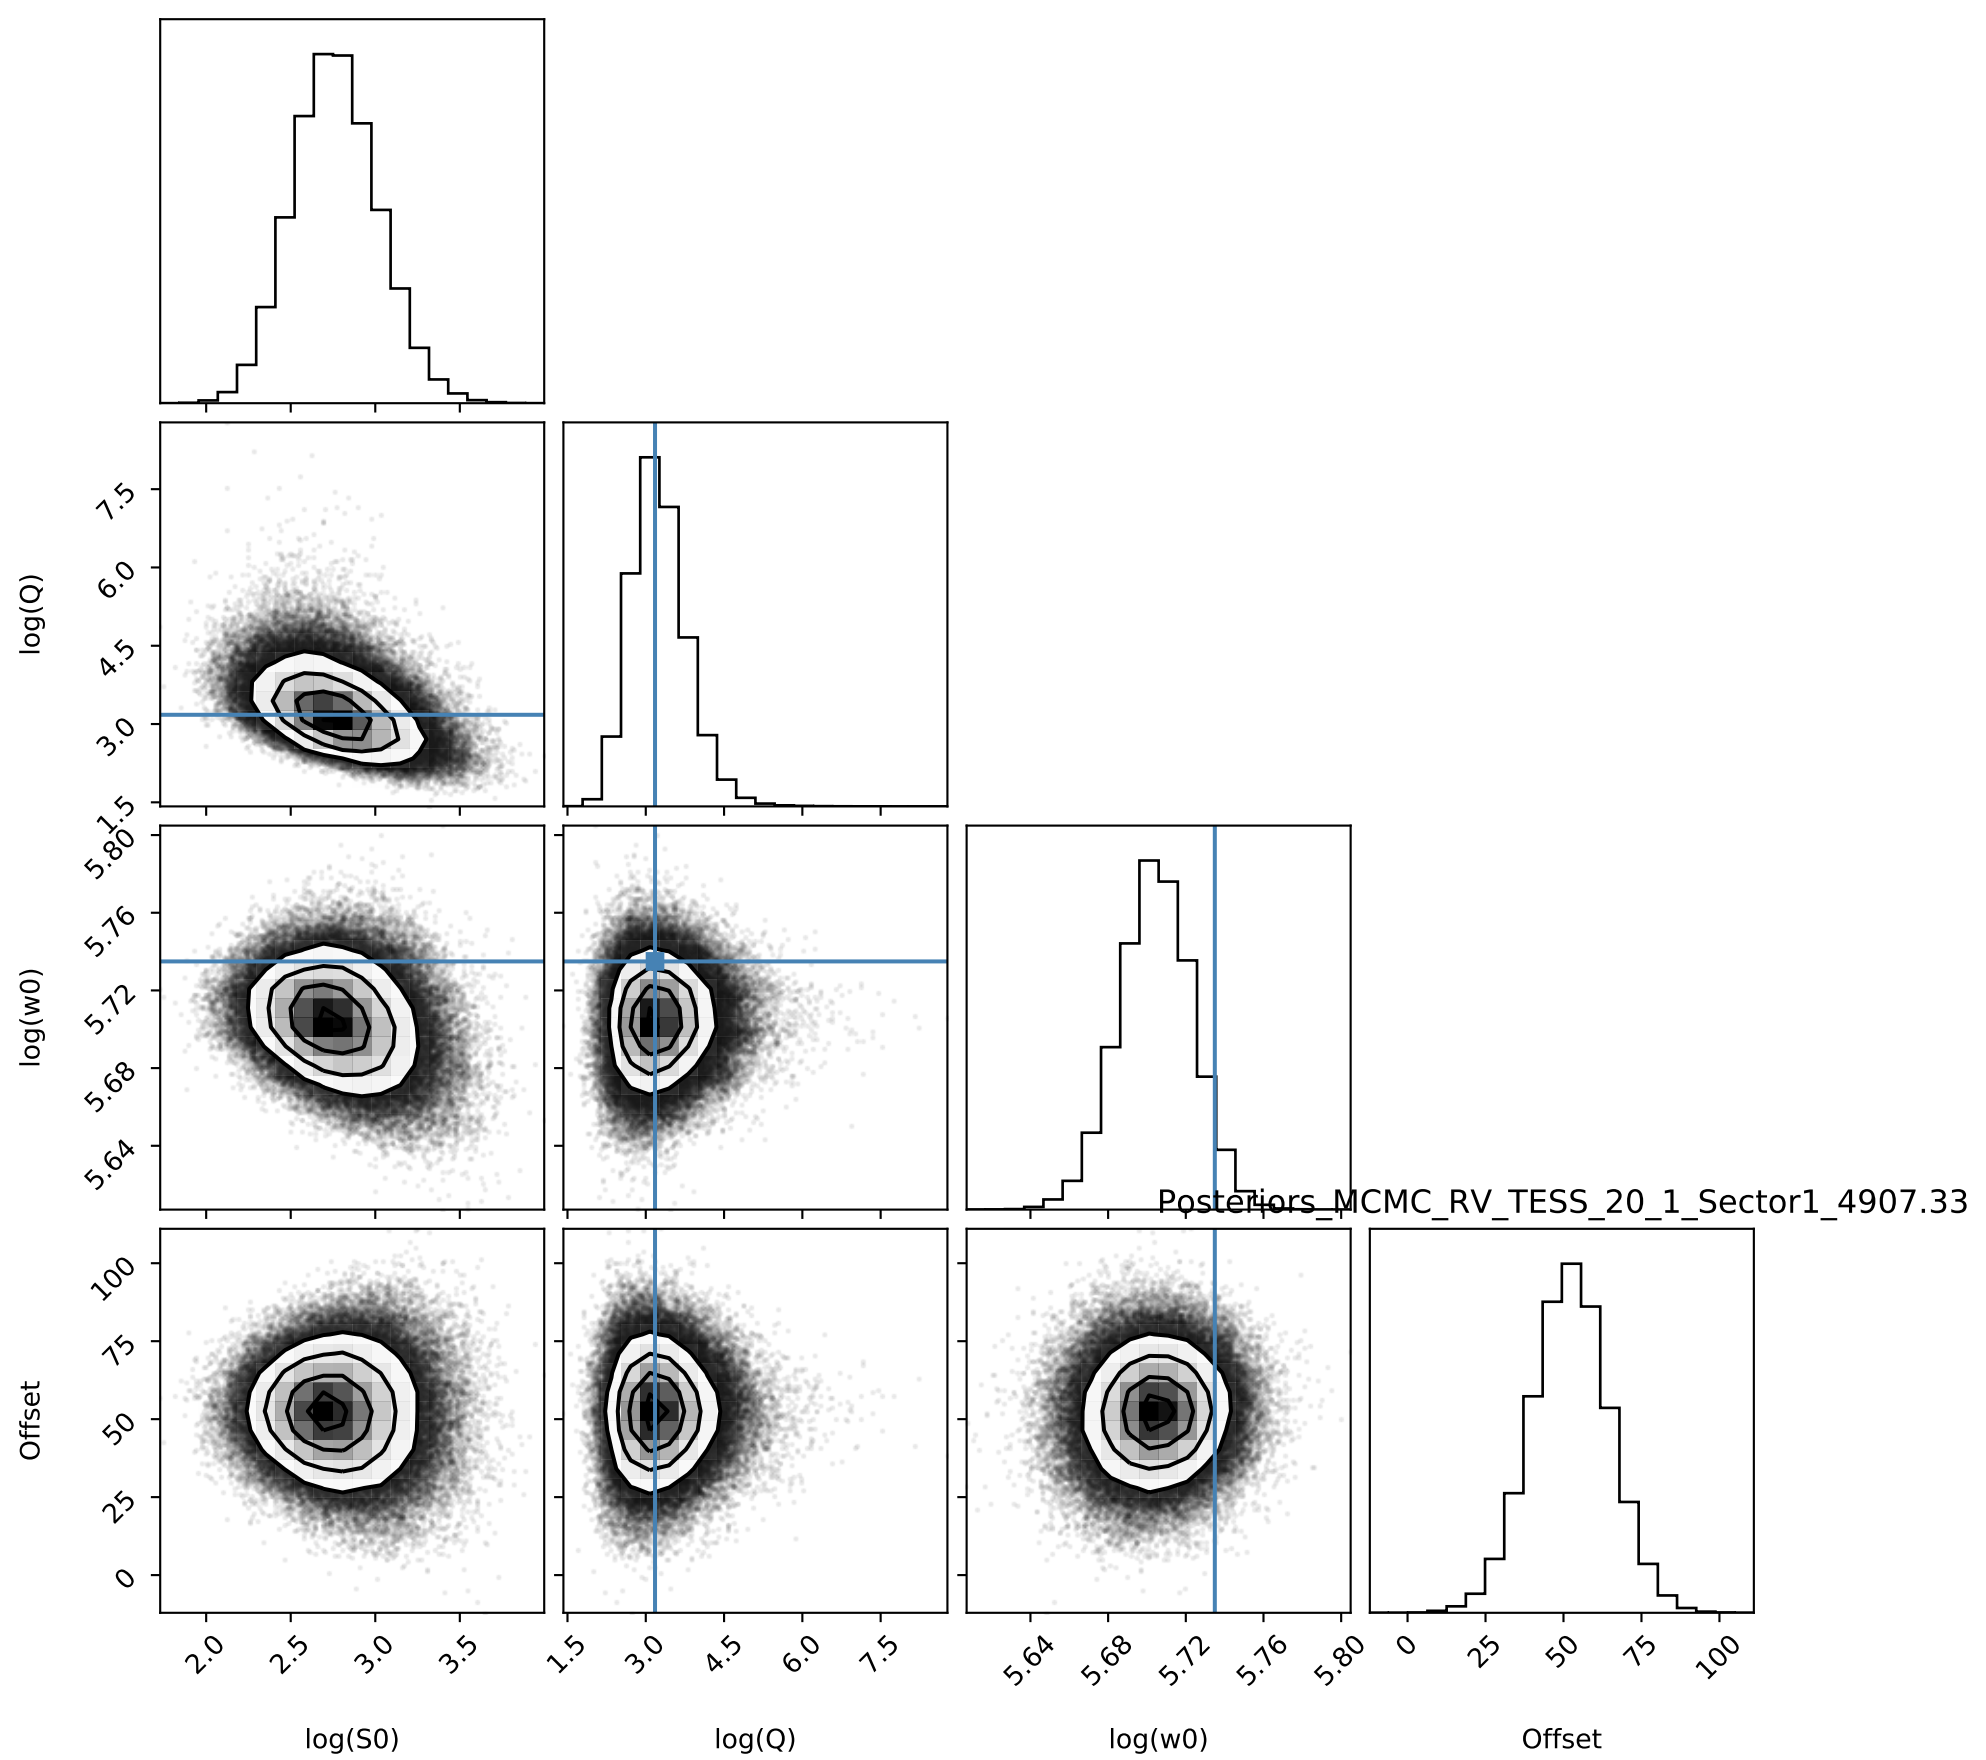 log(Q)
7.5
6.0
4.5
3.0
1.5
log(w0)
5.80
5.76
5.72
5.68
5.64
Posteriors_MCMC_RV_TESS_20_1_Sector1_4907.33
Offset
100
75
50
25
0
2.0 2.5 3.0 3.5
1.5 3.0 4.5 6.0 7.5
5.64 5.68 5.72 5.76 5.80
0 25 50 75 100
log(S0) log(Q) log(w0) Offset